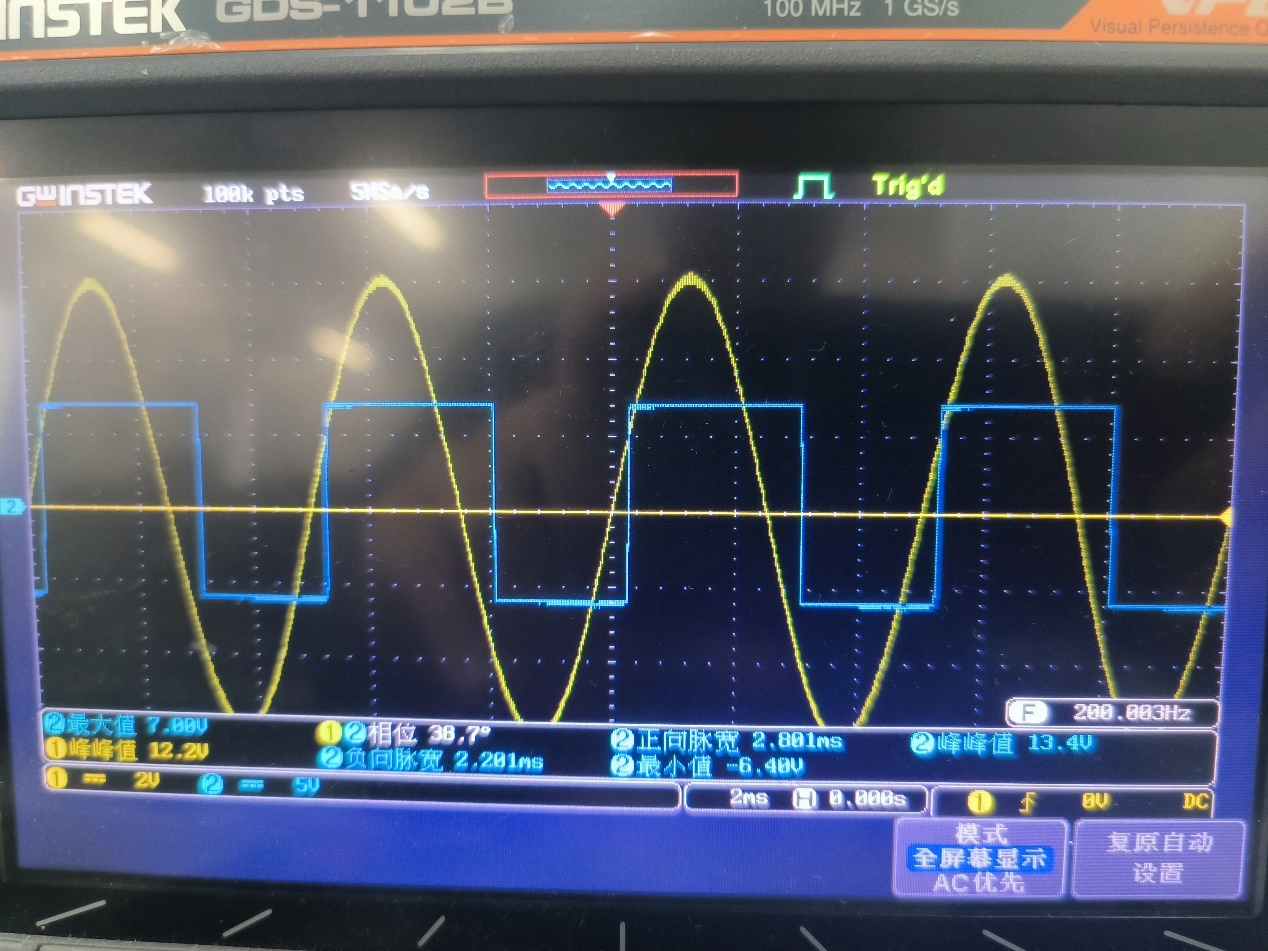 INSTEK GDS-1102B 100 MHz 1 GS/s
Visual Persistence
GWINSTEK 100k pts 5MSa/s Trig'd
2
F 200.003Hz
2最大值 7.00V 1 2相位 38.7° 2正向脉宽 2.801ms 2峰峰值 13.4V
1峰峰值 12.2V 2负向脉宽 2.201ms 2最小值 -6.40V
1 2V 2 5V 2ms H 0.000s 1 0V DC
模式
全屏幕显示
AC优先
复原自动
设置